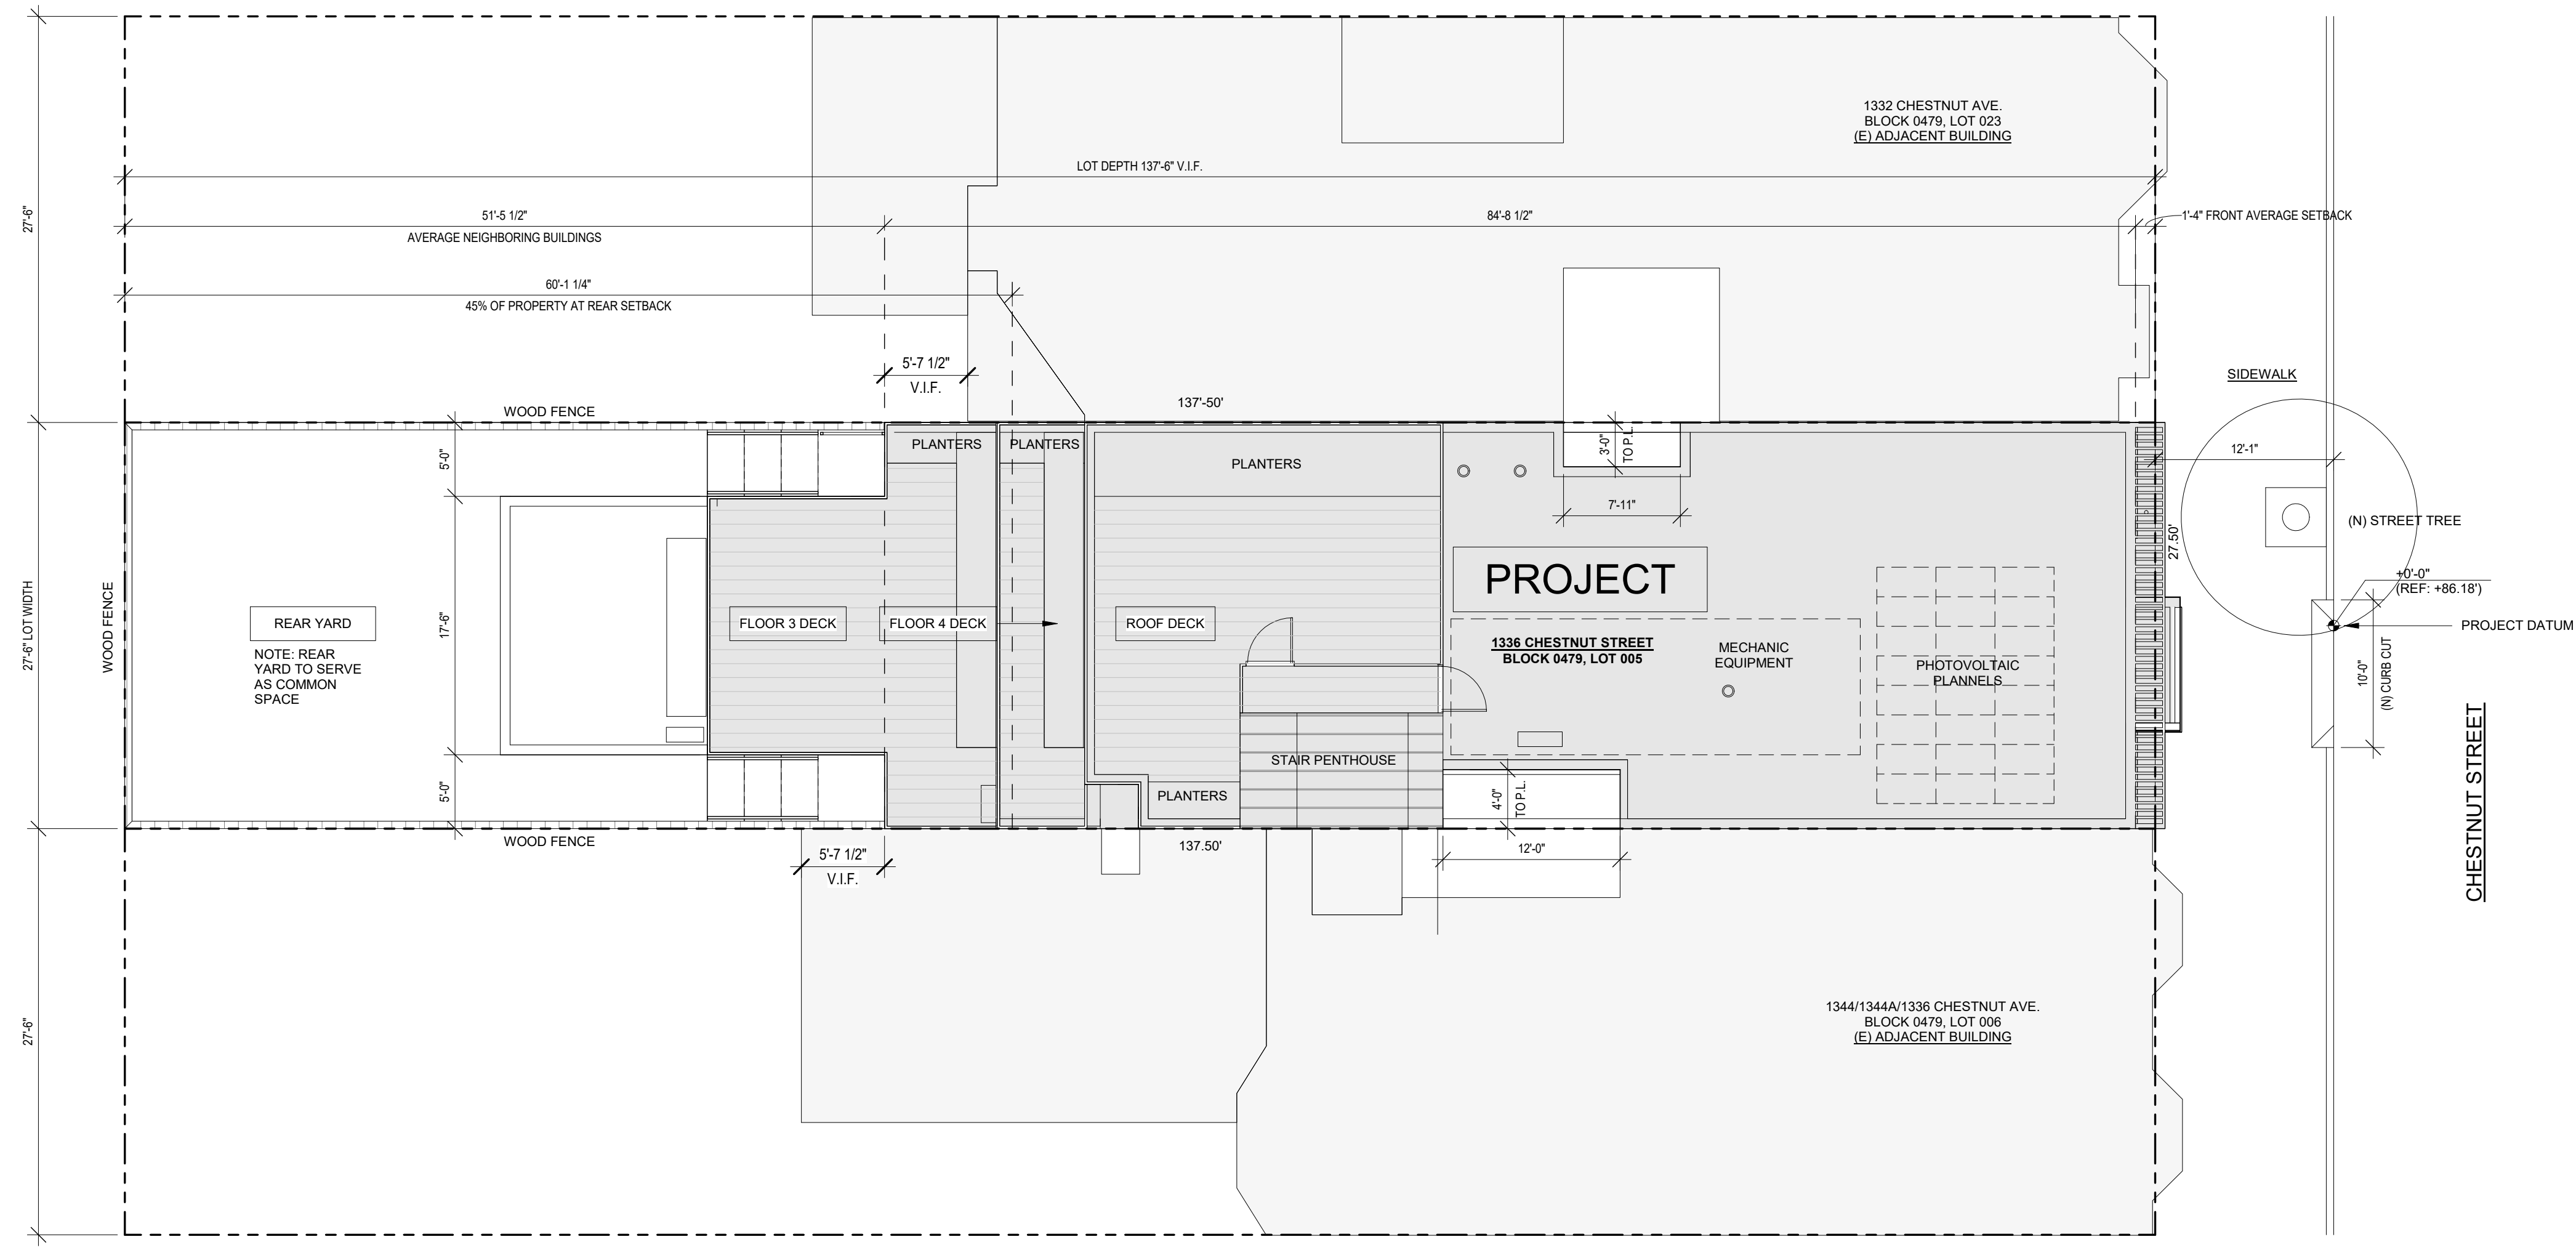 1332 CHESTNUT AVE.
BLOCK 0479, LOT 023
(E) ADJACENT BUILDING
LOT DEPTH 137'-6" V.I.F.
27'-6"
51'-5 1/2"
AVERAGE NEIGHBORING BUILDINGS
84'-8 1/2"
1'-4" FRONT AVERAGE SETBACK
60'-1 1/4"
45% OF PROPERTY AT REAR SETBACK
5'-7 1/2"
V.I.F.
SIDEWALK
WOOD FENCE
137'-50'
PLANTERS
PLANTERS
PLANTERS
5'-0"
3'-0"
TO P.L.
12'-1"
7'-11"
(N) STREET TREE
27.50'
PROJECT
+0'-0"
(REF: +86.18')
27'-6" LOT WIDTH
WOOD FENCE
REAR YARD
17'-6"
FLOOR 3 DECK
FLOOR 4 DECK
ROOF DECK
PROJECT DATUM
NOTE: REAR
YARD TO SERVE
AS COMMON
SPACE
1336 CHESTNUT STREET
BLOCK 0479, LOT 005
MECHANIC
EQUIPMENT
PHOTOVOLTAIC
PLANNELS
10'-0"
(N) CURB CUT
STAIR PENTHOUSE
5'-0"
PLANTERS
4'-0"
TO P.L.
CHESTNUT STREET
WOOD FENCE
5'-7 1/2"
V.I.F.
137.50'
12'-0"
27'-6"
1344/1344A/1336 CHESTNUT AVE.
BLOCK 0479, LOT 006
(E) ADJACENT BUILDING